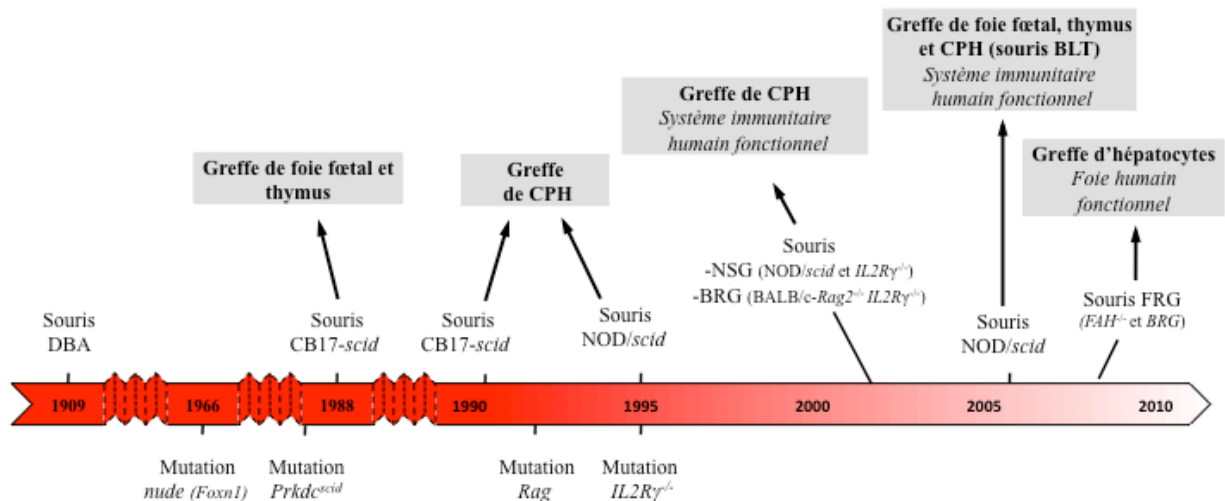 Greffe de foie fœtal, thymus
et CPH (souris BLT)
Système immunitaire
humain fonctionnel
Greffe de CPH
Système immunitaire
humain fonctionnel
Greffe d’hépatocytes
Foie humain
fonctionnel
Greffe de foie fœtal et
thymus
Greffe
de CPH
Souris
-NSG (NOD/scid et IL2Rγ-/-)
-BRG (BALB/c-Rag2-/- IL2Rγ-/-)
Souris FRG
(FAH-/- et BRG)
Souris
DBA
Souris
CB17-scid
Souris
CB17-scid
Souris
NOD/scid
Souris
NOD/scid
1909
1966
1988
1990
1995
2000
2005
2010
Mutation
nude (Foxn1)
Mutation
Prkdcscid
Mutation
Rag
Mutation
IL2Rγ-/-